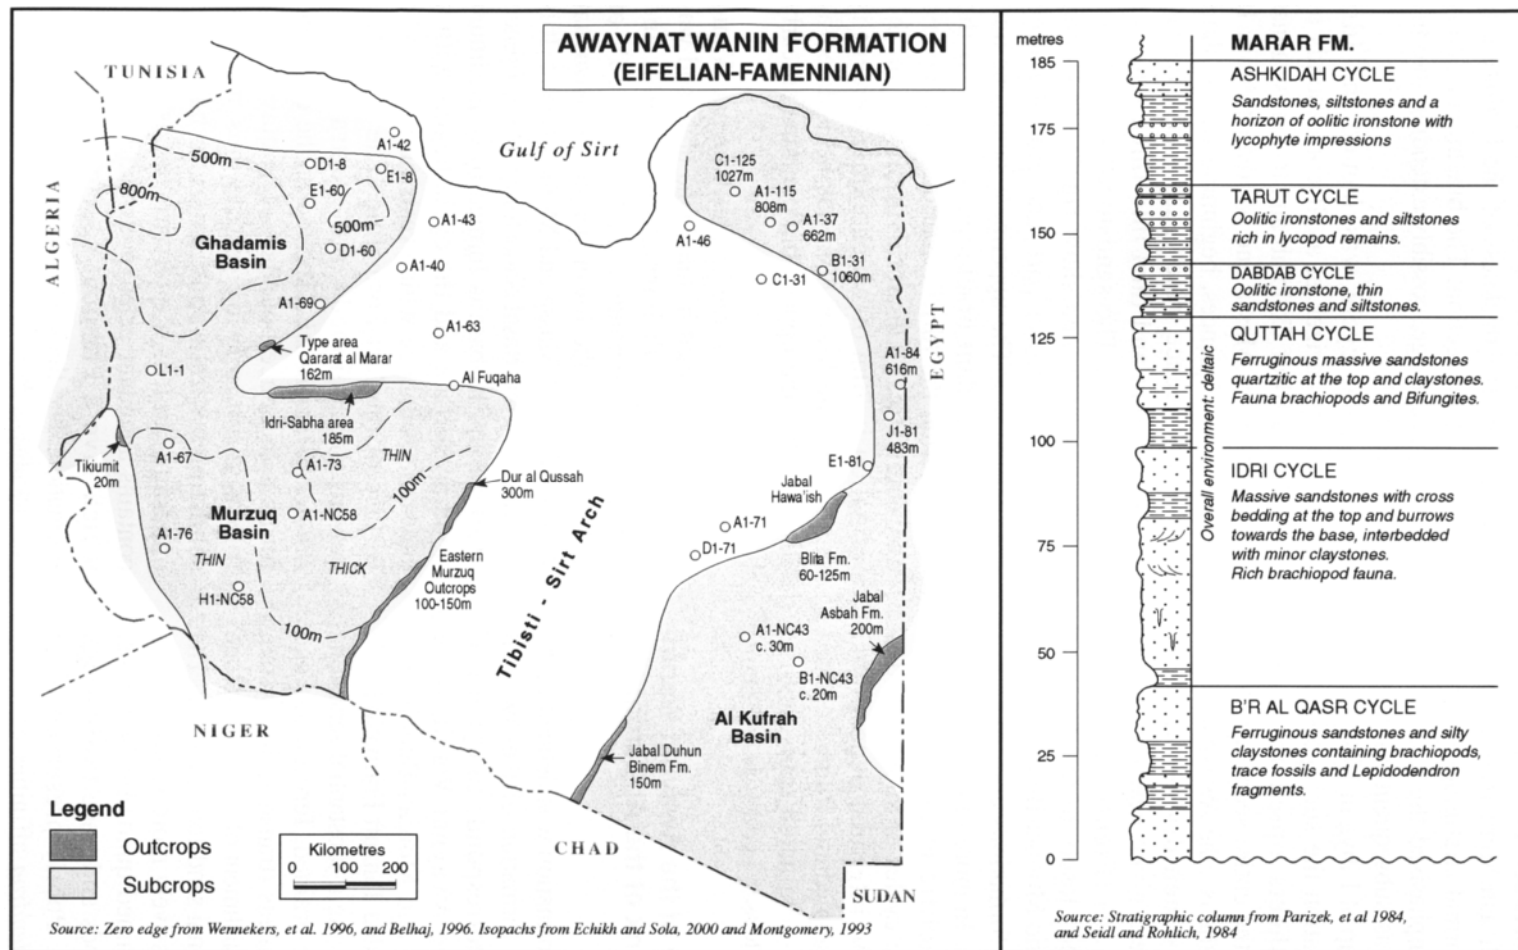 AWAYNAT WANIN FORMATION
(EIFELIAN-FAMENNIAN)
TUNISIA
ALGERIA
Gulf of Sirt
EGYPT
NIGER
CHAD
SUDAN
A1-42
500m
D1-8
E1-8
800m
E1-60
500m
A1-43
Ghadamis
Basin
D1-60
A1-40
A1-69
A1-63
Type area
Qararat al Marar
162m
L1-1
Al Fuqaha
Idri-Sabha area
185m
Tikiumit
20m
A1-67
A1-73
THIN
100m
Dur al Qussah
300m
Murzuq
Basin
A1-NC58
A1-76
THIN
THICK
Eastern
Murzuq
Outcrops
100-150m
H1-NC58
100m
Tibisti - Sirt Arch
C1-125
1027m
A1-115
808m
A1-37
662m
A1-46
B1-31
1060m
C1-31
A1-84
616m
J1-81
483m
E1-81
Jabal
Hawa'ish
A1-71
D1-71
Blita Fm.
60-125m
Jabal
Asbah Fm.
200m
A1-NC43
c. 30m
B1-NC43
c. 20m
Al Kufrah
Basin
Jabal Duhun
Binem Fm.
150m
Legend
Outcrops
Subcrops
Kilometres
0 100 200
Source: Zero edge from Wennekers, et al. 1996, and Belhaj, 1996. Isopachs from Echikh and Sola, 2000 and Montgomery, 1993
metres
185
175
150
125
100
75
50
25
0
Overall environment: deltaic
MARAR FM.
ASHKIDAH CYCLE
Sandstones, siltstones and a
horizon of oolitic ironstone with
lycophyte impressions
TARUT CYCLE
Oolitic ironstones and siltstones
rich in lycopod remains.
DABDAB CYCLE
Oolitic ironstone, thin
sandstones and siltstones.
QUTTAH CYCLE
Ferruginous massive sandstones
quartzitic at the top and claystones.
Fauna brachiopods and Bifungites.
IDRI CYCLE
Massive sandstones with cross
bedding at the top and burrows
towards the base, interbedded
with minor claystones.
Rich brachiopod fauna.
B'R AL QASR CYCLE
Ferruginous sandstones and silty
claystones containing brachiopods,
trace fossils and Lepidodendron
fragments.
Source: Stratigraphic column from Parizek, et al 1984,
and Seidl and Rohlich, 1984